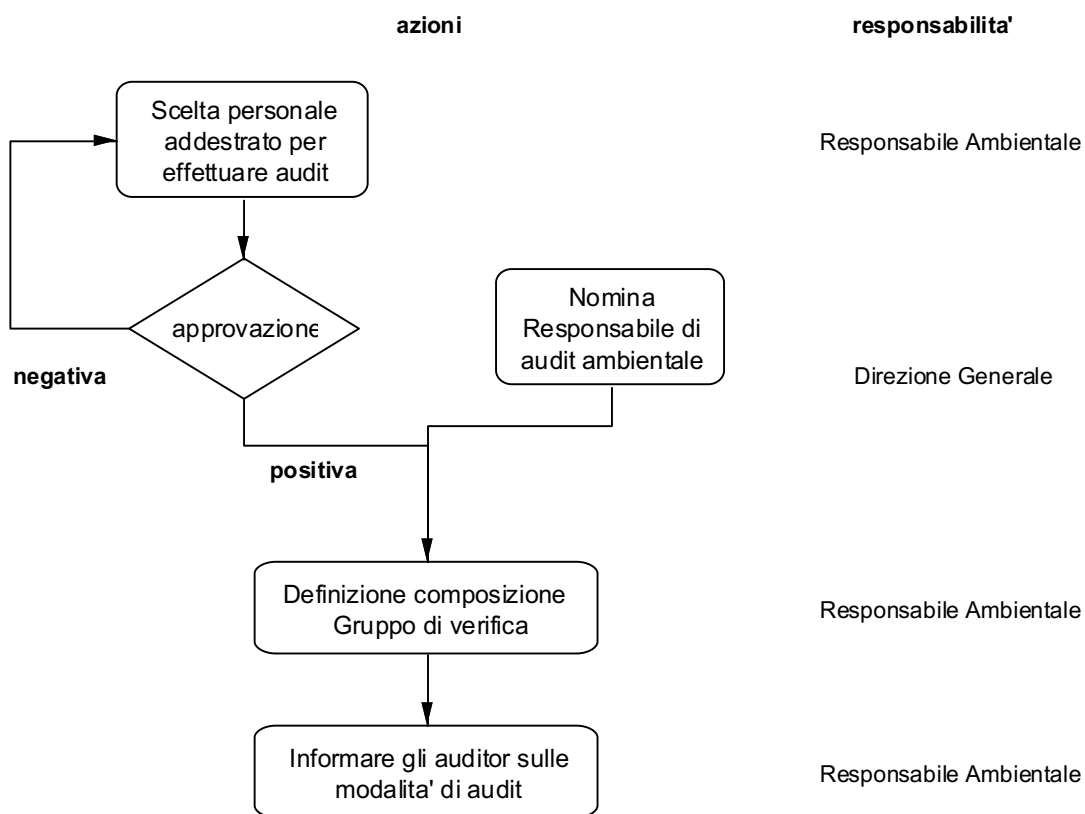 azioni
responsabilita'
Scelta personale
addestrato per
effettuare audit
Responsabile Ambientale
approvazione
negativa
Nomina
Responsabile di
audit ambientale
Direzione Generale
positiva
Definizione composizione
Gruppo di verifica
Responsabile Ambientale
Informare gli auditor sulle
modalita' di audit
Responsabile Ambientale